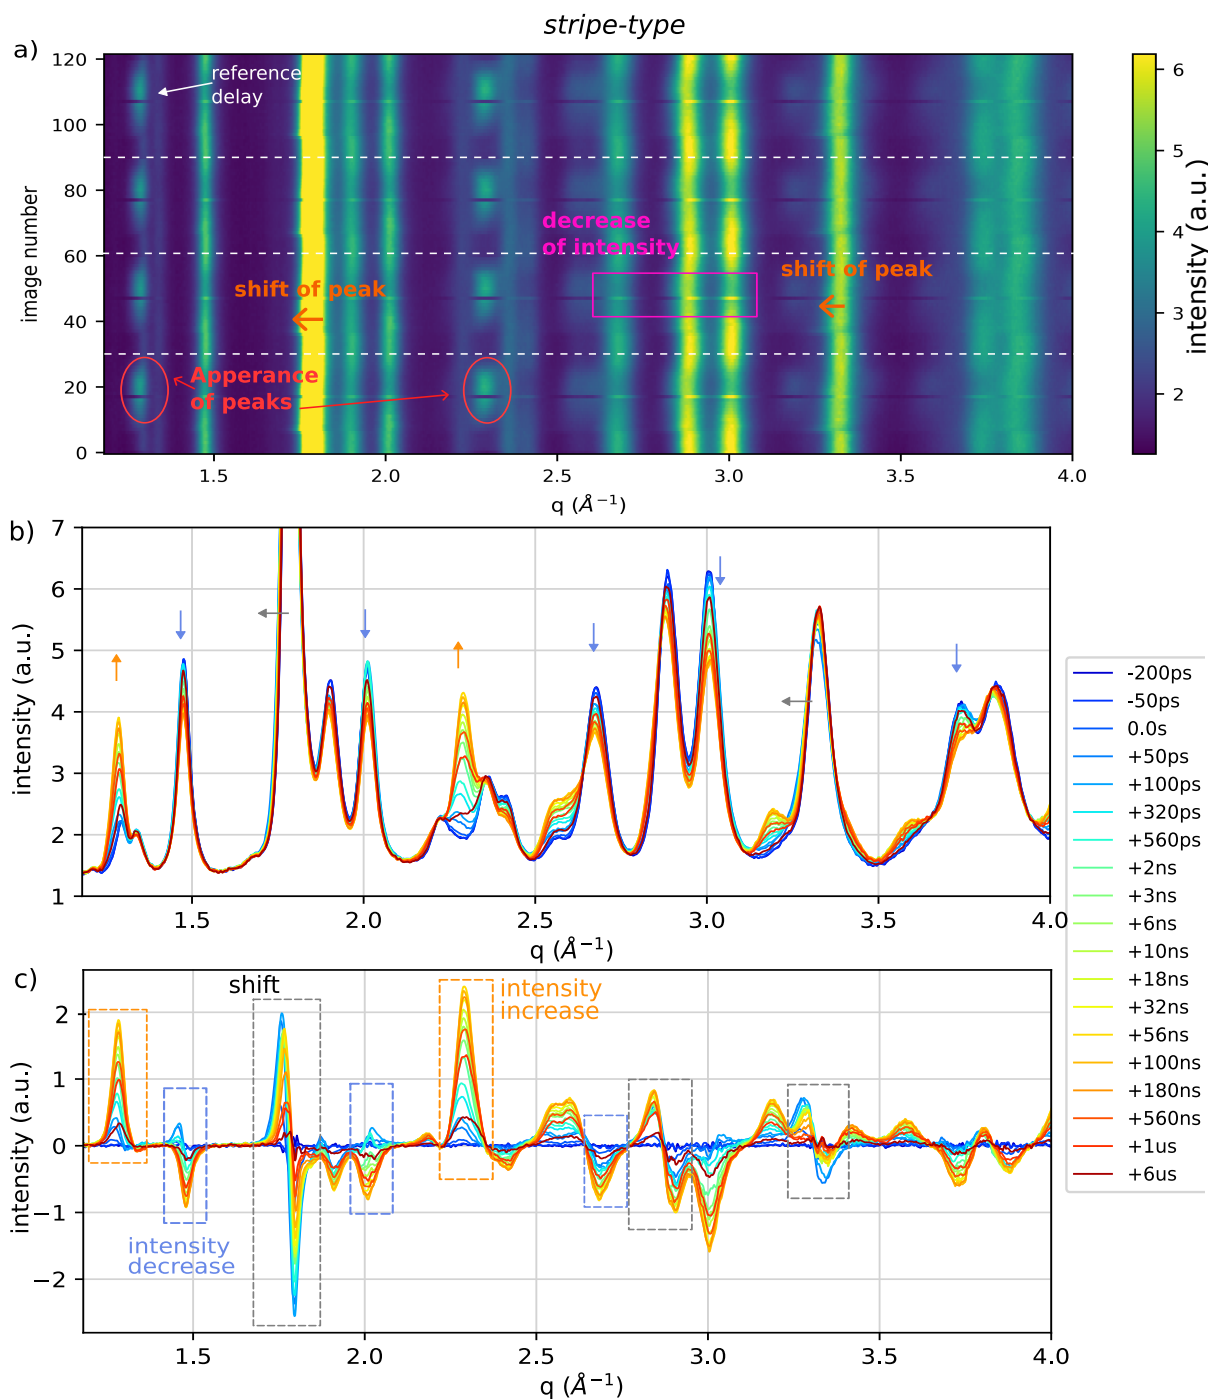 stripe-type
a)
reference
delay
decrease
of intensity
shift of peak
shift of peak
Apperance
of peaks
120
100
80
60
40
20
0
image number
1.5
2.0
2.5
3.0
3.5
4.0
q (Å⁻¹)
6
5
4
3
2
intensity (a.u.)
b)
7
6
5
4
3
2
1
intensity (a.u.)
1.5
2.0
2.5
3.0
3.5
4.0
q (Å⁻¹)
-200ps
-50ps
0.0s
+50ps
+100ps
+320ps
+560ps
+2ns
+3ns
+6ns
+10ns
+18ns
+32ns
+56ns
+100ns
+180ns
+560ns
+1us
+6us
c)
shift
intensity
increase
intensity
decrease
2
1
0
−1
−2
intensity (a.u.)
1.5
2.0
2.5
3.0
3.5
4.0
q (Å⁻¹)